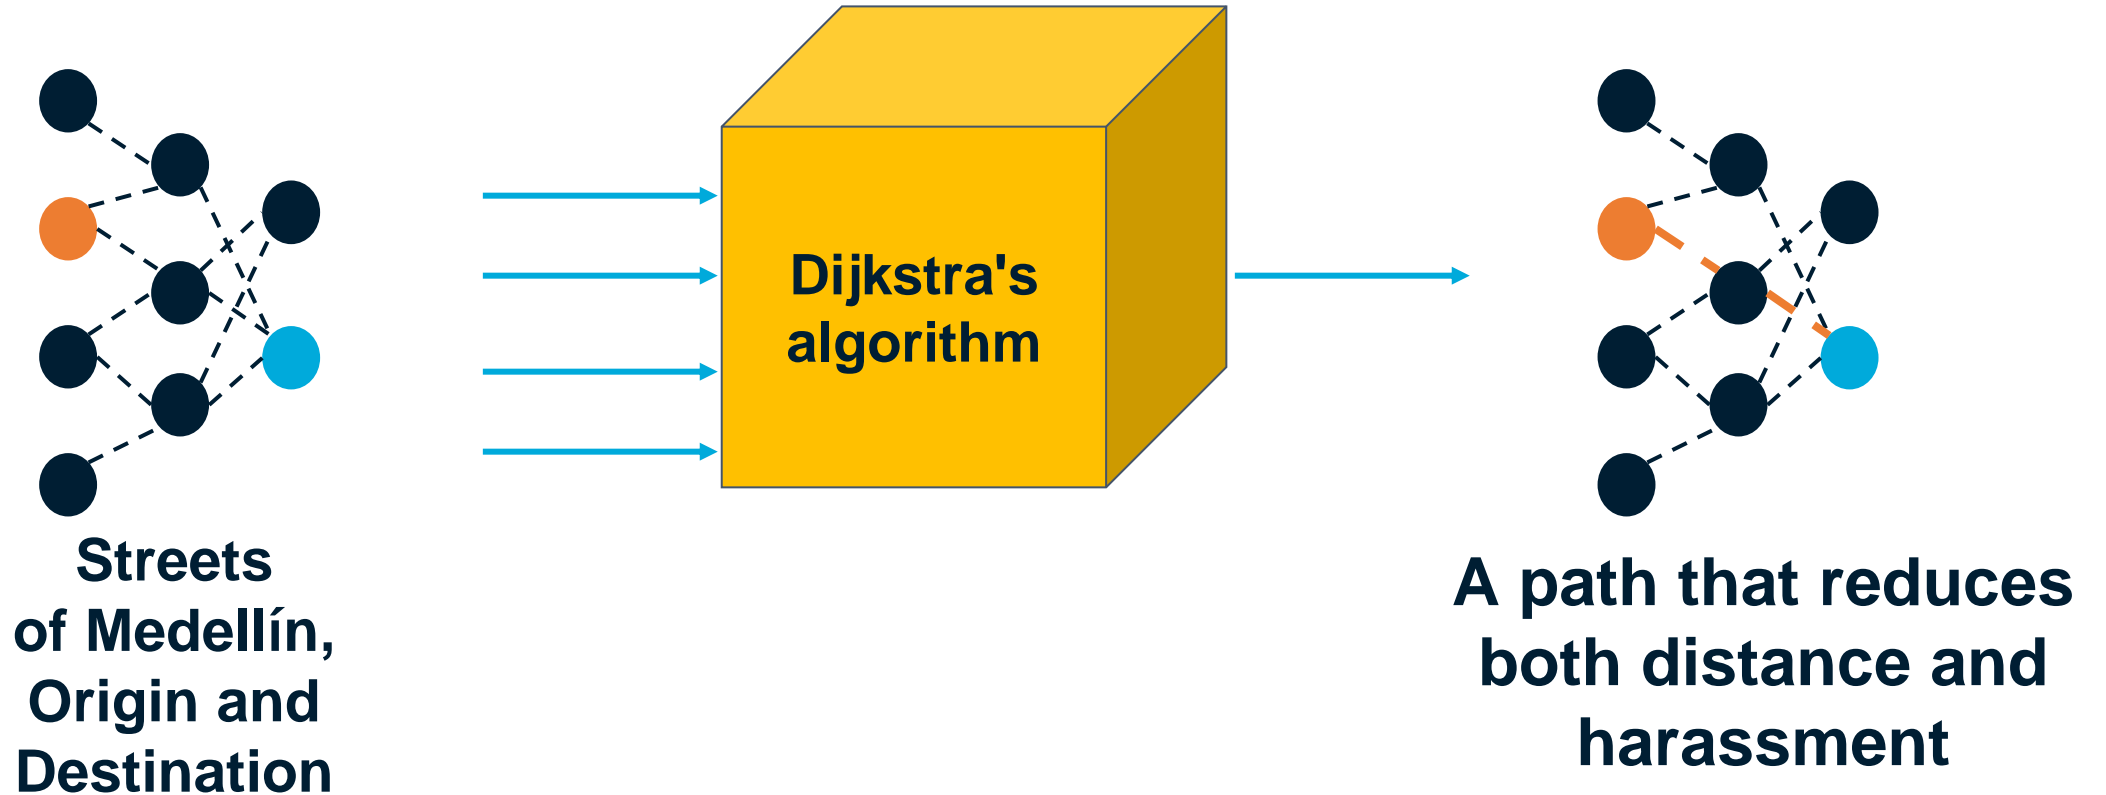 Streets
of Medellín,
Origin and
Destination
Dijkstra's
algorithm
A path that reduces
both distance and
harassment